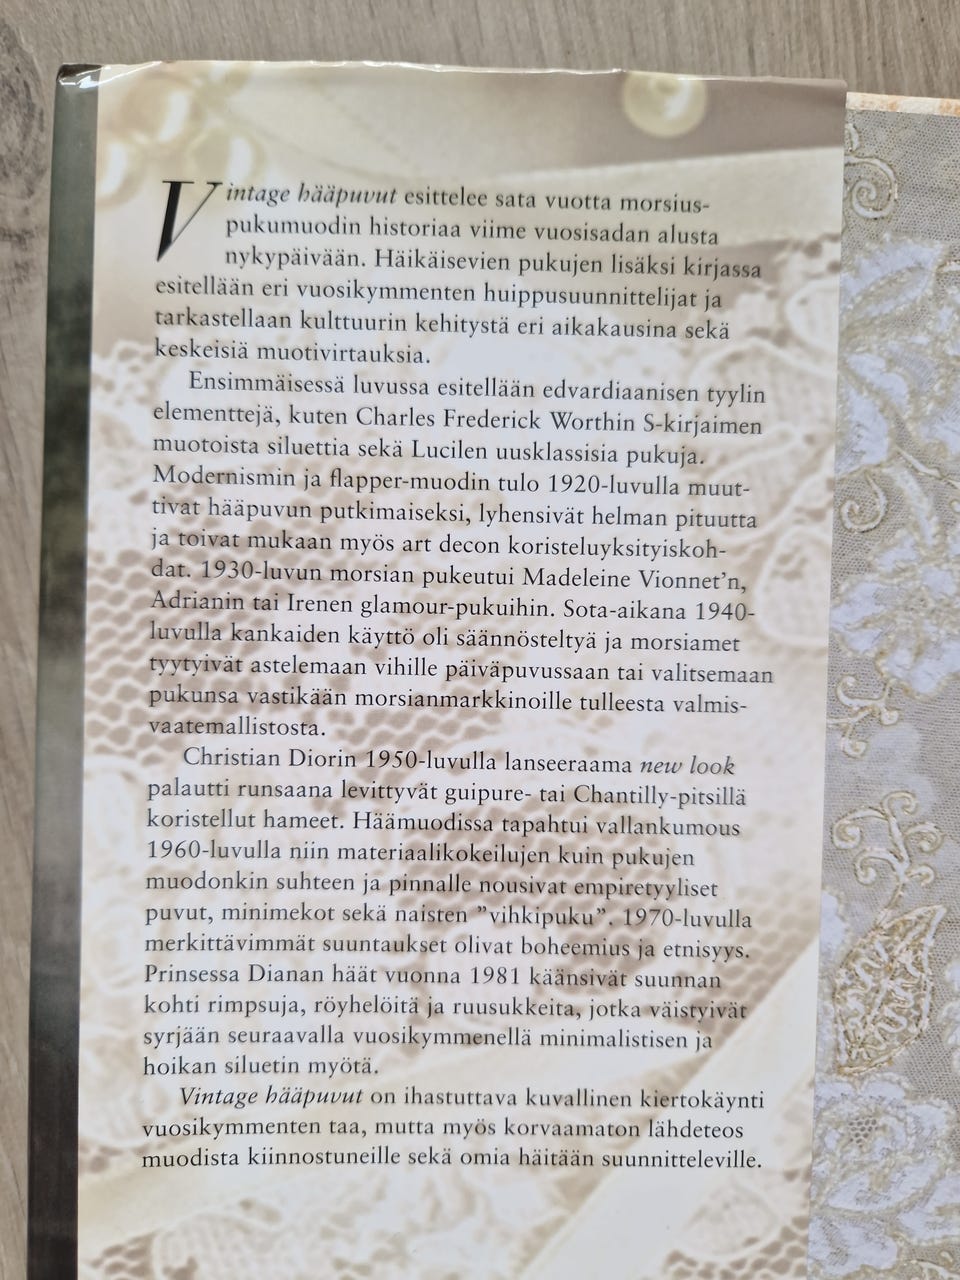 Vintage hääpuvut esittelee sata vuotta morsius-
pukumuodin historiaa viime vuosisadan alusta
nykypäivään. Häikäisevien pukujen lisäksi kirjassa
esitellään eri vuosikymmenten huippusuunnittelijat ja
tarkastellaan kulttuurin kehitystä eri aikakausina sekä
keskeisiä muotivirtauksia.
Ensimmäisessä luvussa esitellään edvardiaanisen tyylin
elementtejä, kuten Charles Frederick Worthin S-kirjaimen
muotoista siluettia sekä Lucilen uusklassisia pukuja.
Modernismin ja flapper-muodin tulo 1920-luvulla muut-
tivat hääpuvun putkimaiseksi, lyhensivät helman pituutta
ja toivat mukaan myös art decon koristeluyksityiskoh-
dat. 1930-luvun morsian pukeutui Madeleine Vionnet'n,
Adrianin tai Irenen glamour-pukuihin. Sota-aikana 1940-
luvulla kankaiden käyttö oli säännösteltyä ja morsiamet
tyytyivät astelemaan vihille päiväpuvussaan tai valitsemaan
pukunsa vastikään morsianmarkkinoille tulleesta valmis-
vaatemallistosta.
Christian Diorin 1950-luvulla lanseeraama new look
palautti runsaana levittyvät guipure- tai Chantilly-pitsillä
koristellut hameet. Häämuodissa tapahtui vallankumous
1960-luvulla niin materiaalikokeilujen kuin pukujen
muodonkin suhteen ja pinnalle nousivat empiretyyliset
puvut, minimekot sekä naisten ”vihkipuku”. 1970-luvulla
merkittävimmät suuntaukset olivat boheemius ja etnisyys.
Prinsessa Dianan häät vuonna 1981 käänsivät suunnan
kohti rimpsuja, röyhelöitä ja ruusukkeita, jotka väistyivät
syrjään seuraavalla vuosikymmenellä minimalistisen ja
hoikan siluetin myötä.
Vintage hääpuvut on ihastuttava kuvallinen kiertokäynti
vuosikymmenten taa, mutta myös korvaamaton lähdeteos
muodista kiinnostuneille sekä omia häitään suunnitteleville.